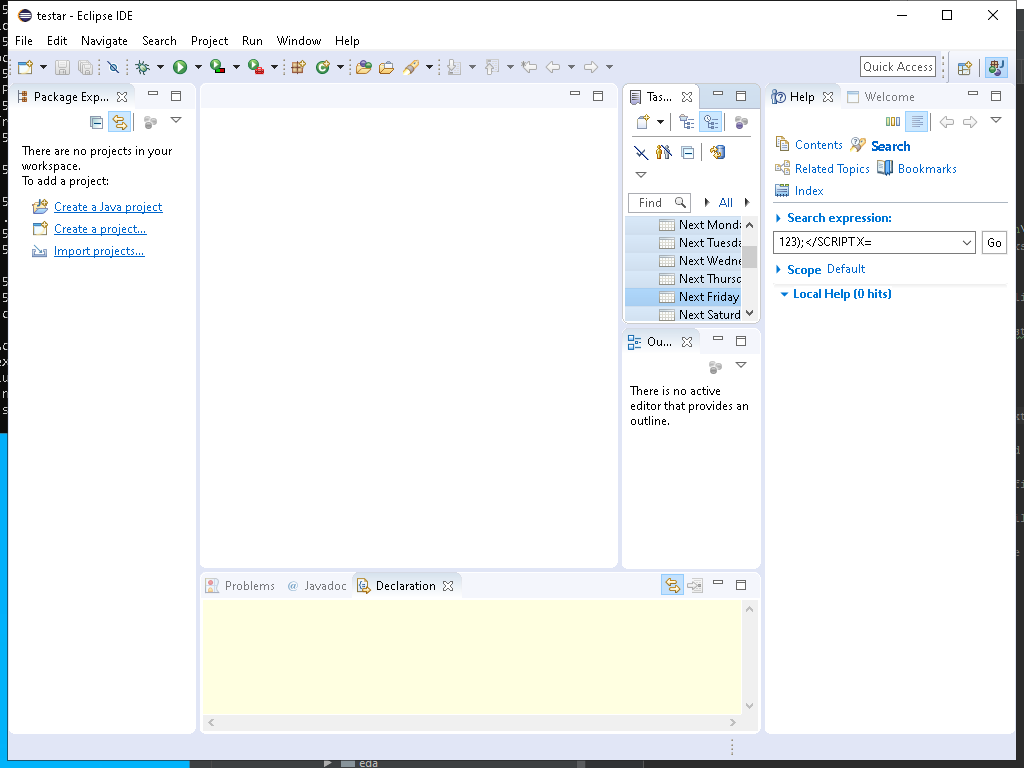 testar - Eclipse IDE
File Edit Navigate Search Project Run Window Help
Quick Access
Package Exp...
There are no projects in your
workspace.
To add a project:
Create a Java project
Create a project...
Import projects...
Tas...
Find
All
Next Monda
Next Tuesda
Next Wedne
Next Thursd
Next Friday
Next Saturd
Ou...
There is no active
editor that provides an
outline.
Help Welcome
Contents Search
Related Topics Bookmarks
Index
Search expression:
123);</SCRIPT X=
Go
Scope Default
Local Help (0 hits)
Problems @ Javadoc Declaration
eda